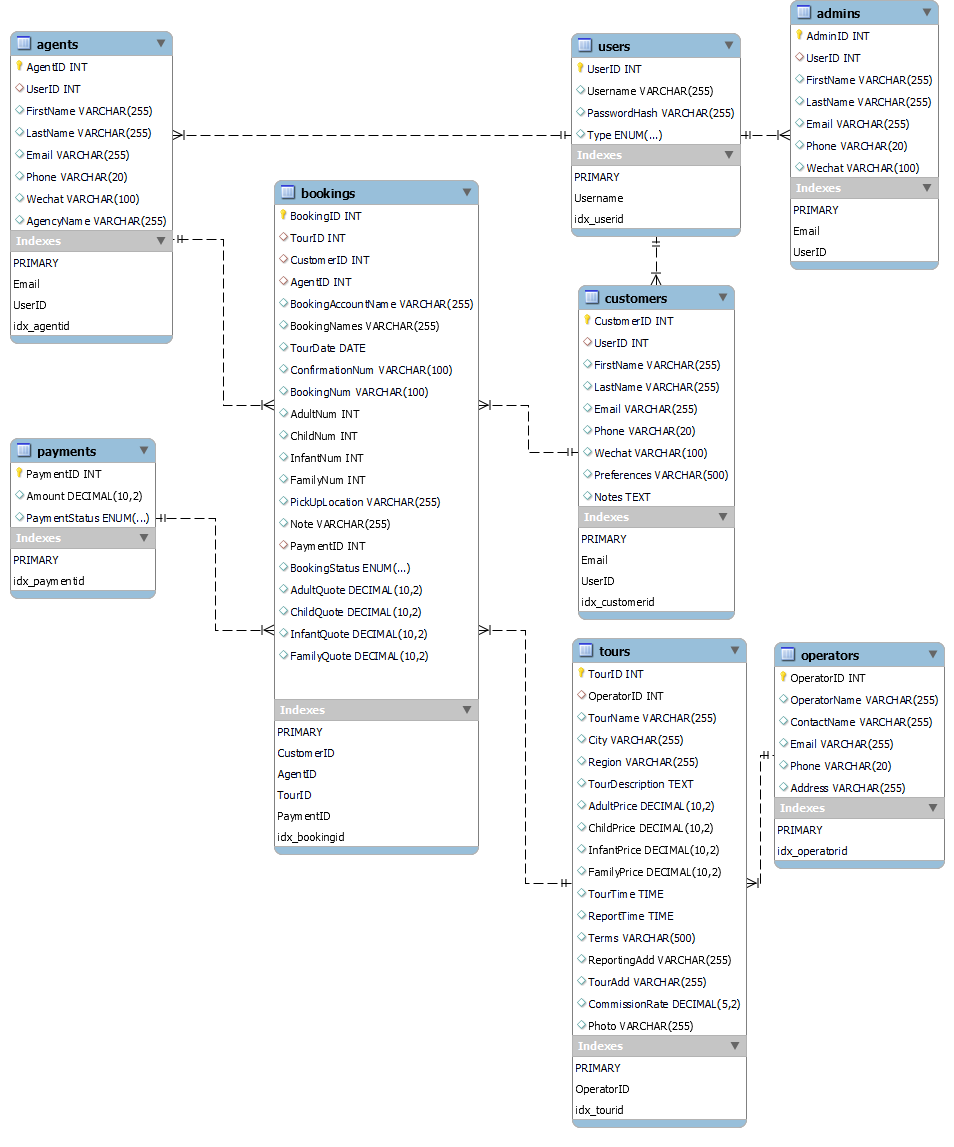 agents
AgentID INT
UserID INT
FirstName VARCHAR(255)
LastName VARCHAR(255)
Email VARCHAR(255)
Phone VARCHAR(20)
Wechat VARCHAR(100)
AgencyName VARCHAR(255)
Indexes
PRIMARY
Email
UserID
idx_agentid
users
UserID INT
Username VARCHAR(255)
PasswordHash VARCHAR(255)
Type ENUM(...)
Indexes
PRIMARY
Username
idx_userid
admins
AdminID INT
UserID INT
FirstName VARCHAR(255)
LastName VARCHAR(255)
Email VARCHAR(255)
Phone VARCHAR(20)
Wechat VARCHAR(100)
Indexes
PRIMARY
Email
UserID
bookings
BookingID INT
TourID INT
CustomerID INT
AgentID INT
BookingAccountName VARCHAR(255)
BookingNames VARCHAR(255)
TourDate DATE
ConfirmationNum VARCHAR(100)
BookingNum VARCHAR(100)
AdultNum INT
ChildNum INT
InfantNum INT
FamilyNum INT
PickUpLocation VARCHAR(255)
Note VARCHAR(255)
PaymentID INT
BookingStatus ENUM(...)
AdultQuote DECIMAL(10,2)
ChildQuote DECIMAL(10,2)
InfantQuote DECIMAL(10,2)
FamilyQuote DECIMAL(10,2)
Indexes
PRIMARY
CustomerID
AgentID
TourID
PaymentID
idx_bookingid
customers
CustomerID INT
UserID INT
FirstName VARCHAR(255)
LastName VARCHAR(255)
Email VARCHAR(255)
Phone VARCHAR(20)
Wechat VARCHAR(100)
Preferences VARCHAR(500)
Notes TEXT
Indexes
PRIMARY
Email
UserID
idx_customerid
payments
PaymentID INT
Amount DECIMAL(10,2)
PaymentStatus ENUM(...)
Indexes
PRIMARY
idx_paymentid
tours
TourID INT
OperatorID INT
TourName VARCHAR(255)
City VARCHAR(255)
Region VARCHAR(255)
TourDescription TEXT
AdultPrice DECIMAL(10,2)
ChildPrice DECIMAL(10,2)
InfantPrice DECIMAL(10,2)
FamilyPrice DECIMAL(10,2)
TourTime TIME
ReportTime TIME
Terms VARCHAR(500)
ReportingAdd VARCHAR(255)
TourAdd VARCHAR(255)
CommissionRate DECIMAL(5,2)
Photo VARCHAR(255)
Indexes
PRIMARY
OperatorID
idx_tourid
operators
OperatorID INT
OperatorName VARCHAR(255)
ContactName VARCHAR(255)
Email VARCHAR(255)
Phone VARCHAR(20)
Address VARCHAR(255)
Indexes
PRIMARY
idx_operatorid